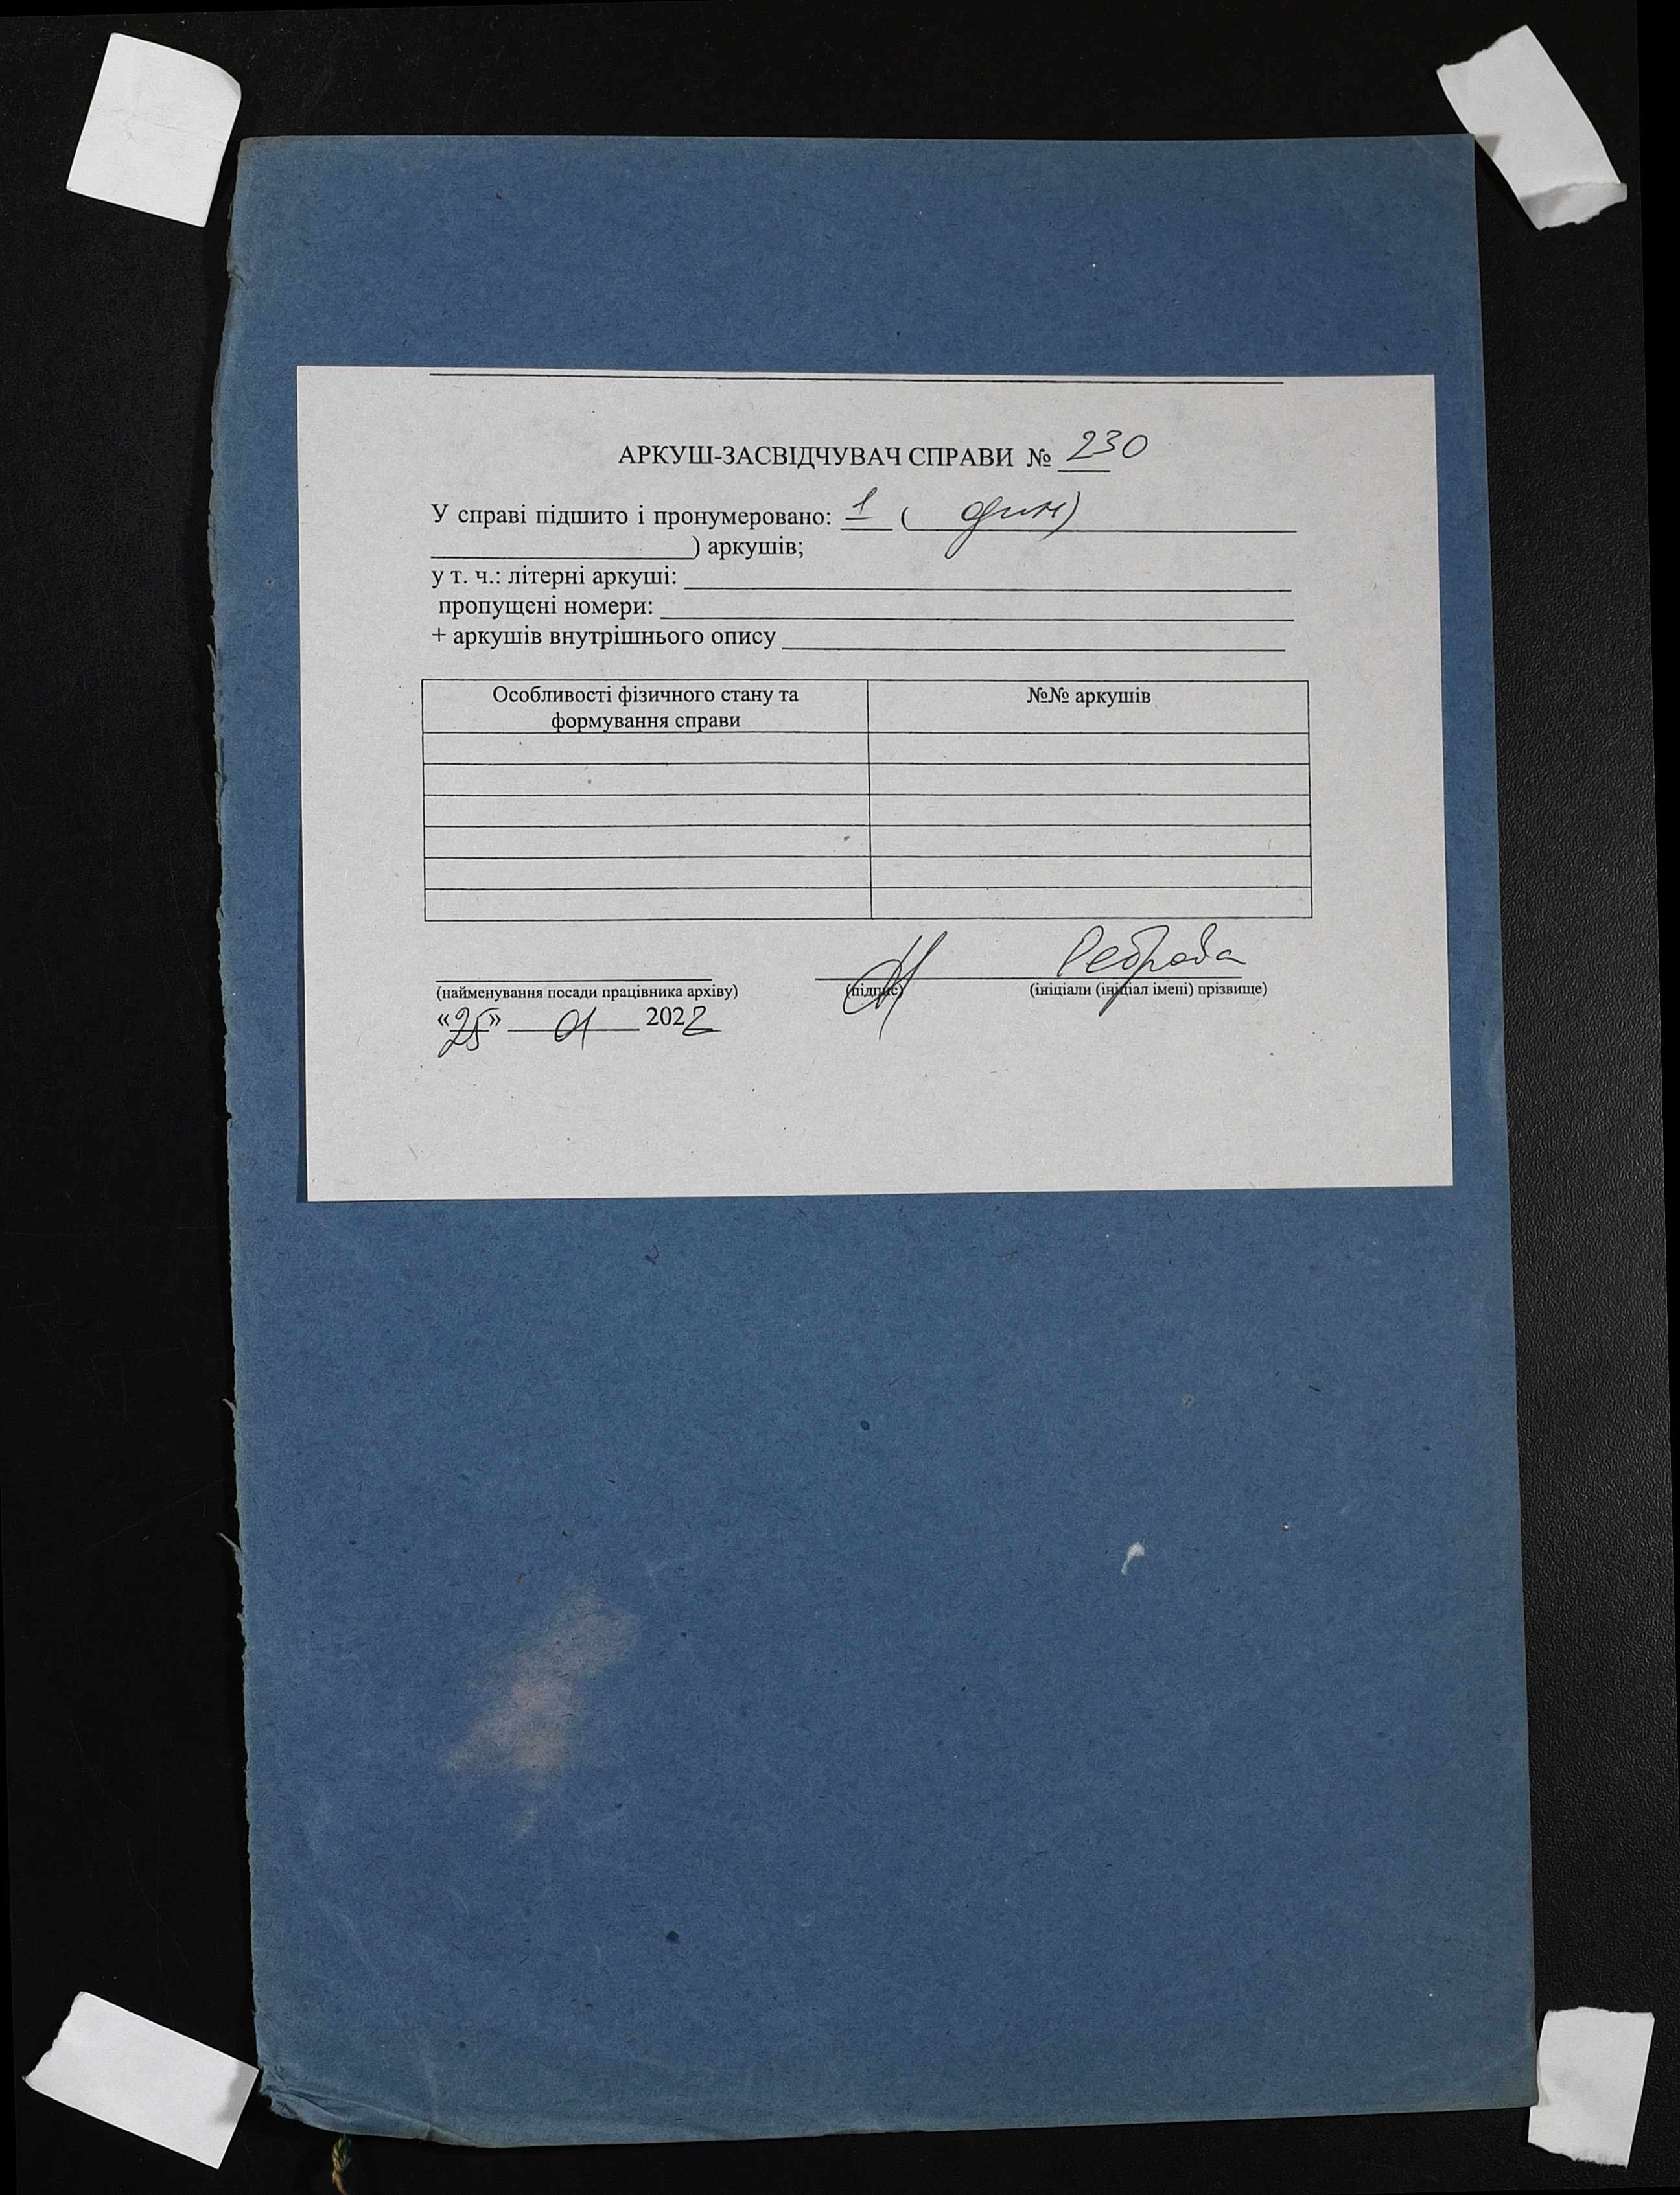 АРКУШ-ЗАСВІДЧУВАЧ СПРАВИ № 230
У справі підшито і пронумеровано: 1 ( один)
) аркушів;
у т. ч.: літерні аркуші:
пропущені номери:
+ аркушів внутрішнього опису
Особливості фізичного стану та формування справи
№№ аркушів
Реброва
(найменування посади працівника архіву) (підпис) (ініціали (ініціал імені) прізвище)
«25» 01 2022